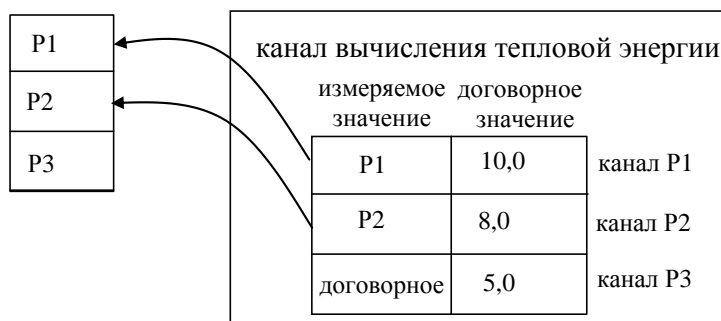 P1
P2
P3
канал вычисления тепловой энергии
измеряемое значение
договорное значение
P1 10,0 канал P1
P2 8,0 канал P2
договорное 5,0 канал P3